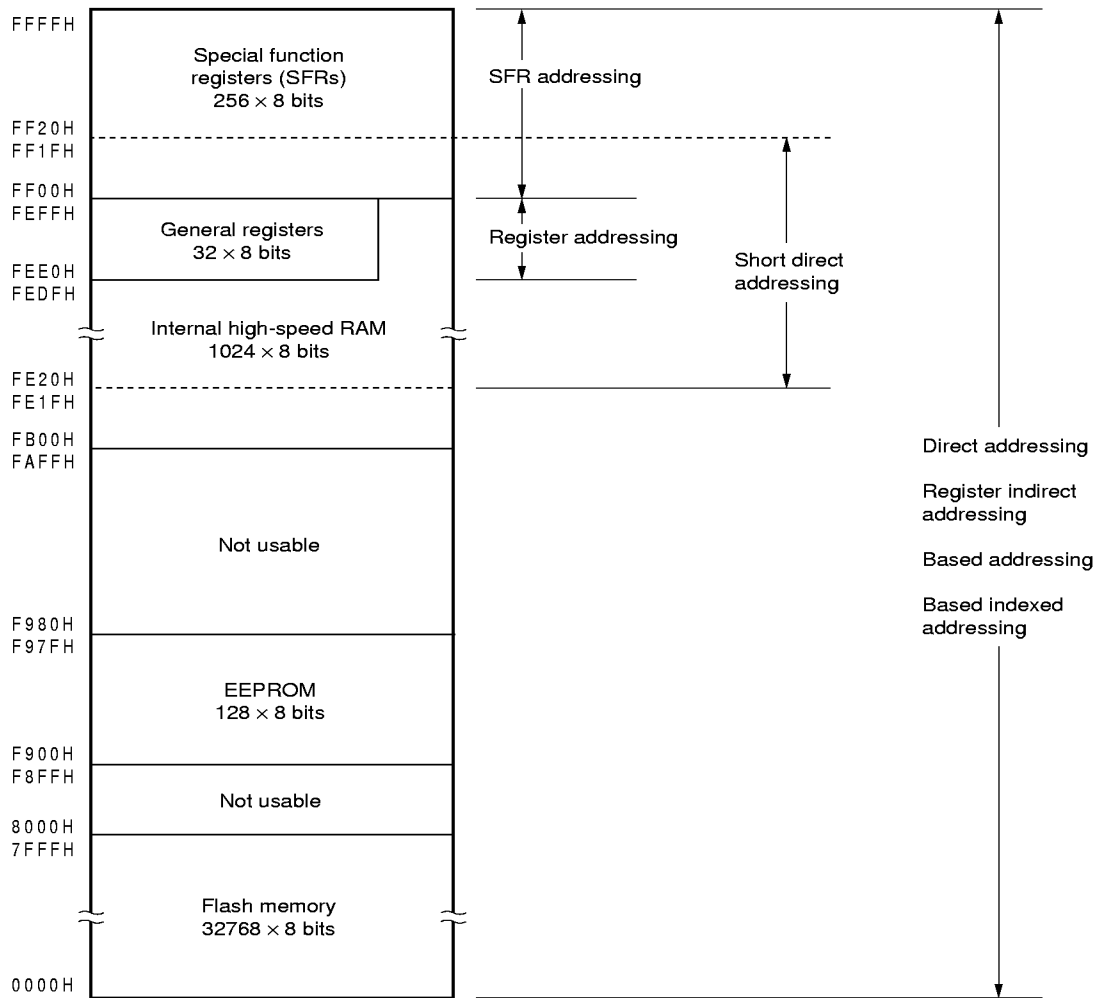 FFFFH
Special function
registers (SFRs)
256 × 8 bits
SFR addressing
FF20H
FF1FH
FF00H
FEFFH
General registers
32 × 8 bits
Register addressing
Short direct
addressing
FEE0H
FEDFH
Internal high-speed RAM
1024 × 8 bits
FE20H
FE1FH
FB00H
FAFFH
Direct addressing
Register indirect
addressing
Based addressing
Based indexed
addressing
Not usable
F980H
F97FH
EEPROM
128 × 8 bits
F900H
F8FFH
Not usable
8000H
7FFFH
Flash memory
32768 × 8 bits
0000H